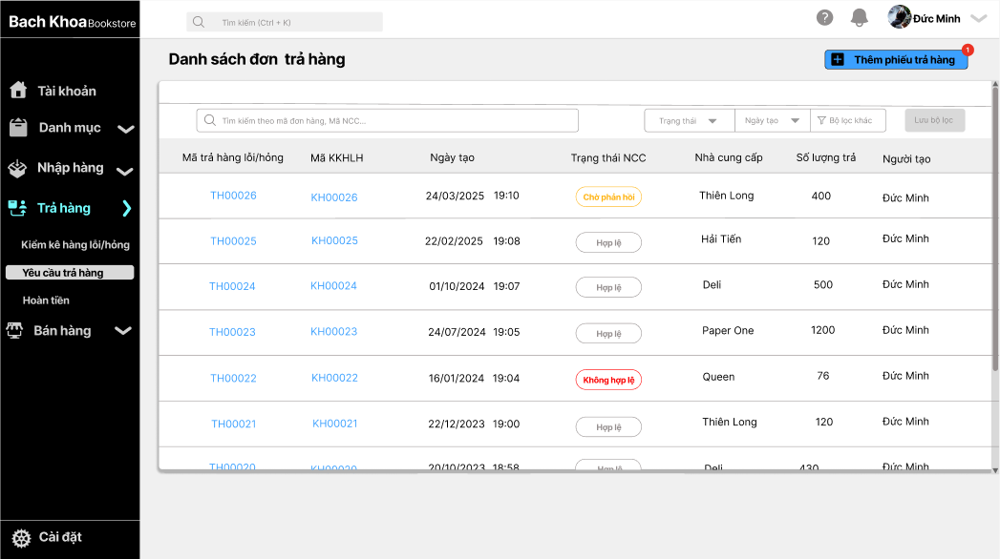 Bach Khoa Bookstore
Tìm kiếm (Ctrl + K)
?
Đức Minh
Danh sách đơn trả hàng
Thêm phiếu trả hàng
1
Tài khoản
Danh mục
Nhập hàng
Trả hàng
Kiểm kê hàng lỗi/hỏng
Yêu cầu trả hàng
Hoàn tiền
Bán hàng
Cài đặt
Tìm kiếm theo mã đơn hàng, Mã NCC...
Trạng thái
Ngày tạo
Bộ lọc khác
Lưu bộ lọc
Mã trả hàng lỗi/hỏng Mã KKHLH Ngày tạo Trạng thái NCC Nhà cung cấp Số lượng trả Người tạo
TH00026 KH00026 24/03/2025 19:10 Chờ phản hồi Thiên Long 400 Đức Minh
TH00025 KH00025 22/02/2025 19:08 Hợp lệ Hải Tiến 120 Đức Minh
TH00024 KH00024 01/10/2024 19:07 Hợp lệ Deli 500 Đức Minh
TH00023 KH00023 24/07/2024 19:05 Hợp lệ Paper One 1200 Đức Minh
TH00022 KH00022 16/01/2024 19:04 Không hợp lệ Queen 76 Đức Minh
TH00021 KH00021 22/12/2023 19:00 Hợp lệ Thiên Long 120 Đức Minh
TH00020 KH00020 20/10/2023 18:58 Hợp lệ Deli 430 Đức Minh